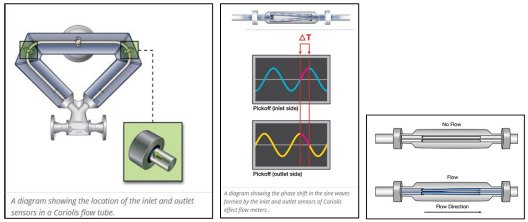 A diagram showing the location of the inlet and outlet
sensors in a Coriolis flow tube.
ΔT
Pickoff (inlet side)
Pickoff (outlet side)
A diagram showing the phase shift in the sine waves
formed by the inlet and outlet sensors of Coriolis
effect flow meters .
No Flow
Flow
Flow Direction